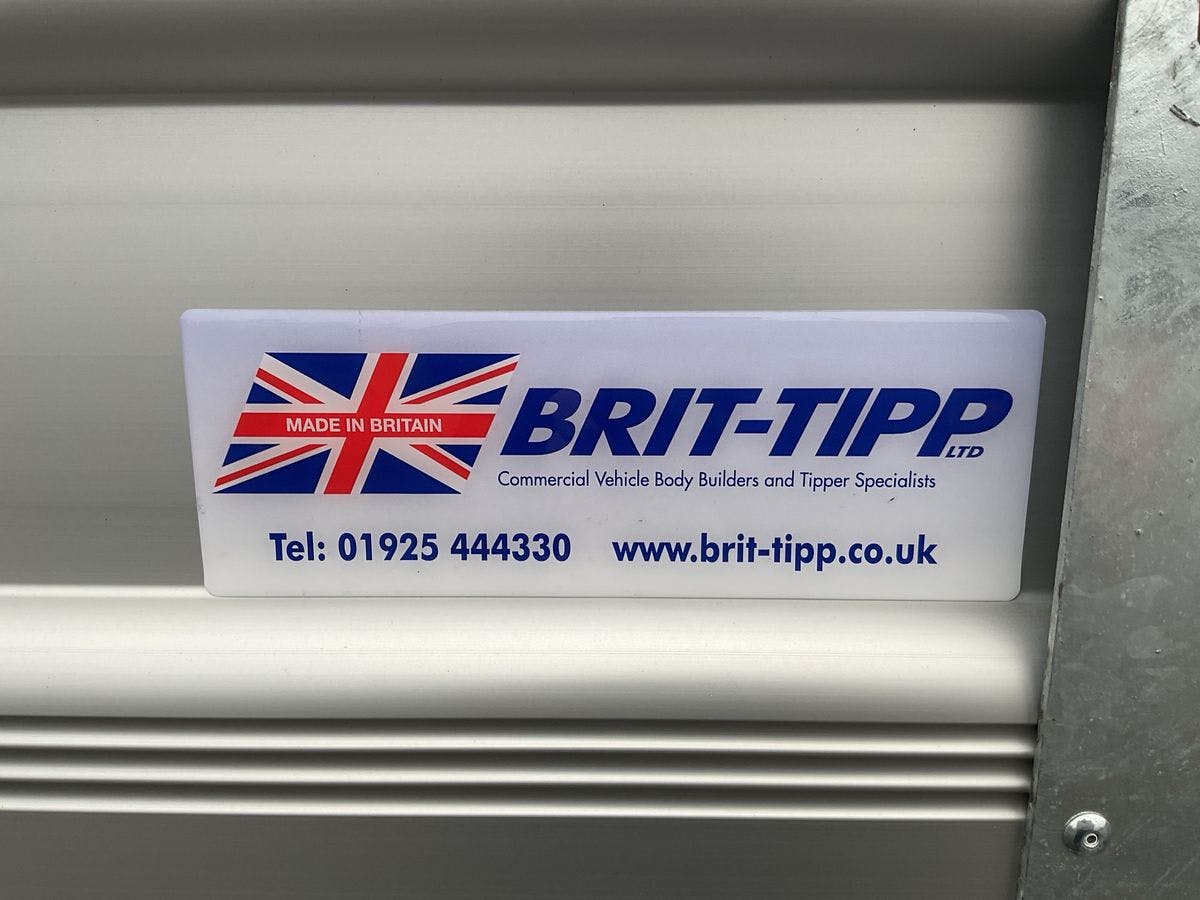 MADE IN BRITAIN
BRIT-TIPP LTD
Commercial Vehicle Body Builders and Tipper Specialists
Tel: 01925 444330 www.brit-tipp.co.uk